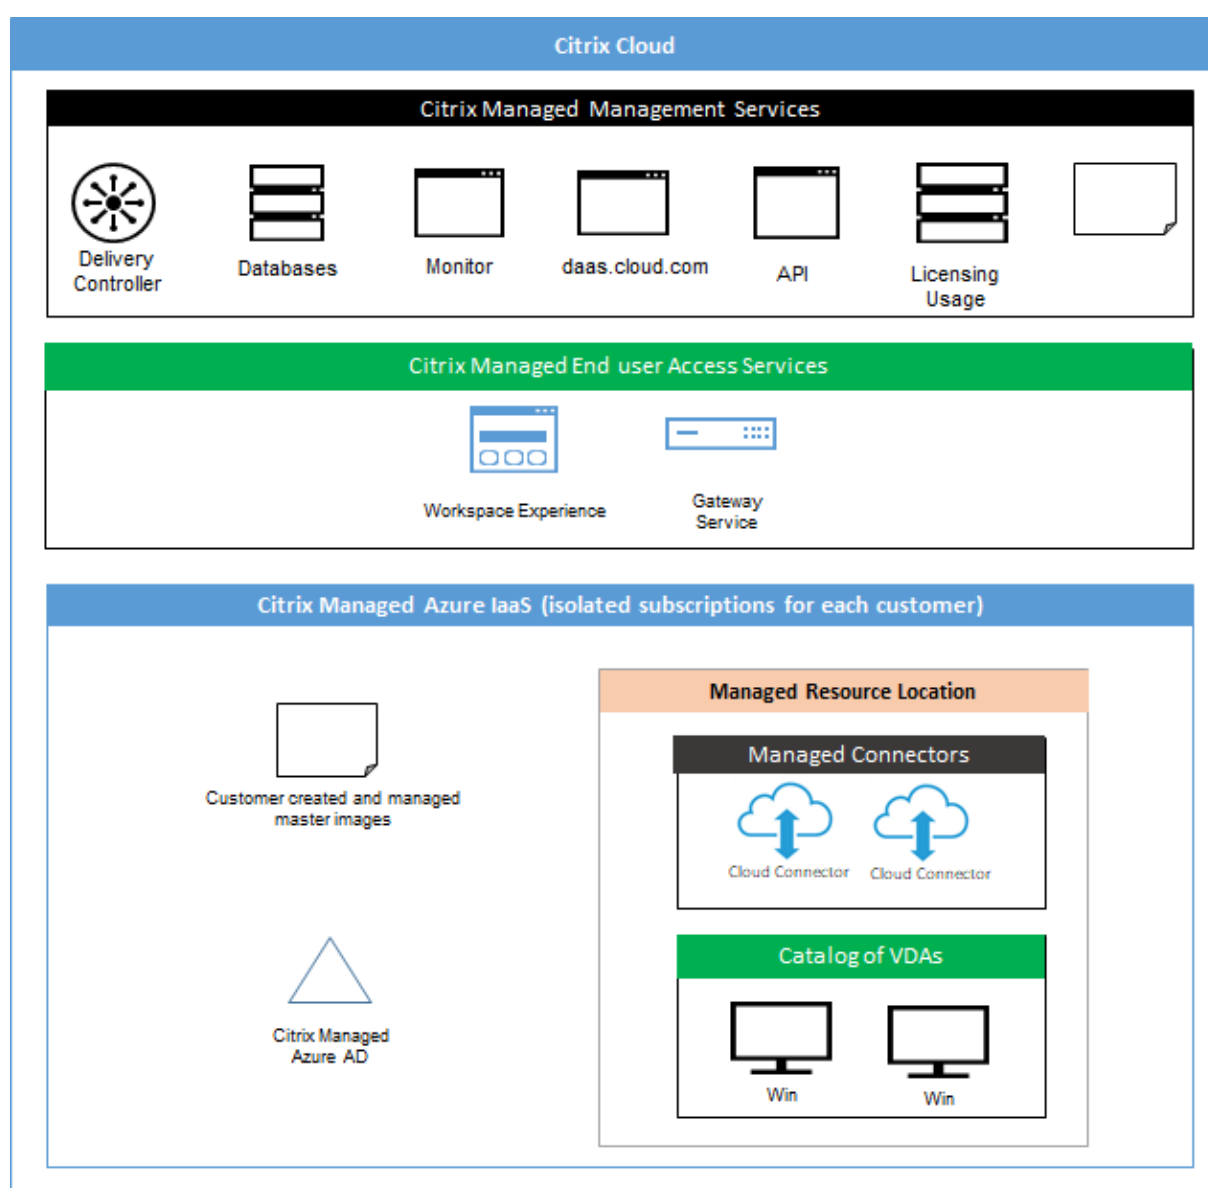 Citrix Cloud
Citrix Managed Management Services
Delivery
Controller
Databases
Monitor
daas.cloud.com
API
Licensing
Usage
Citrix Managed End user Access Services
Workspace Experience
Gateway
Service
Citrix Managed Azure IaaS (isolated subscriptions for each customer)
Customer created and managed
master images
Citrix Managed
Azure AD
Managed Resource Location
Managed Connectors
Cloud Connector
Cloud Connector
Catalog of VDAs
Win
Win